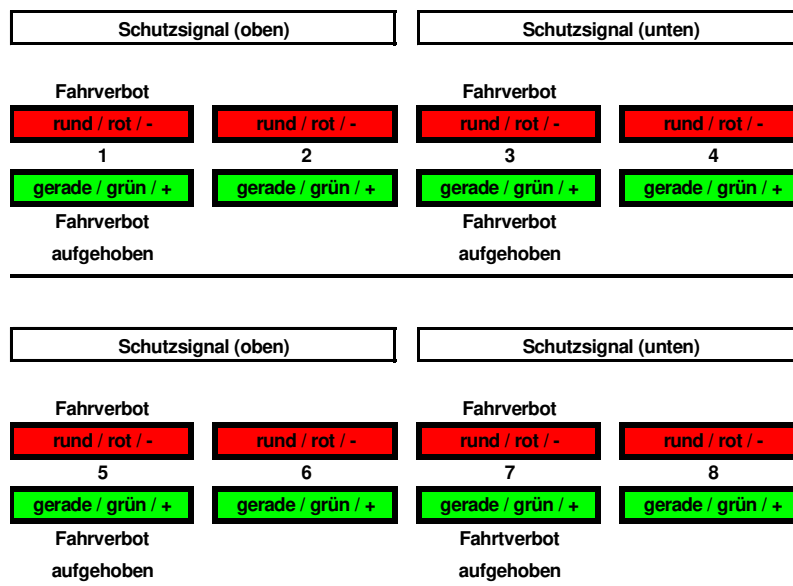 Schutzsignal (oben) Schutzsignal (unten)
Fahrverbot Fahrverbot
rund / rot / - rund / rot / - rund / rot / - rund / rot / -
1 2 3 4
gerade / grün / + gerade / grün / + gerade / grün / + gerade / grün / +
Fahrverbot Fahrverbot
aufgehoben aufgehoben
Schutzsignal (oben) Schutzsignal (unten)
Fahrverbot Fahrverbot
rund / rot / - rund / rot / - rund / rot / - rund / rot / -
5 6 7 8
gerade / grün / + gerade / grün / + gerade / grün / + gerade / grün / +
Fahrverbot Fahrtverbot
aufgehoben aufgehoben